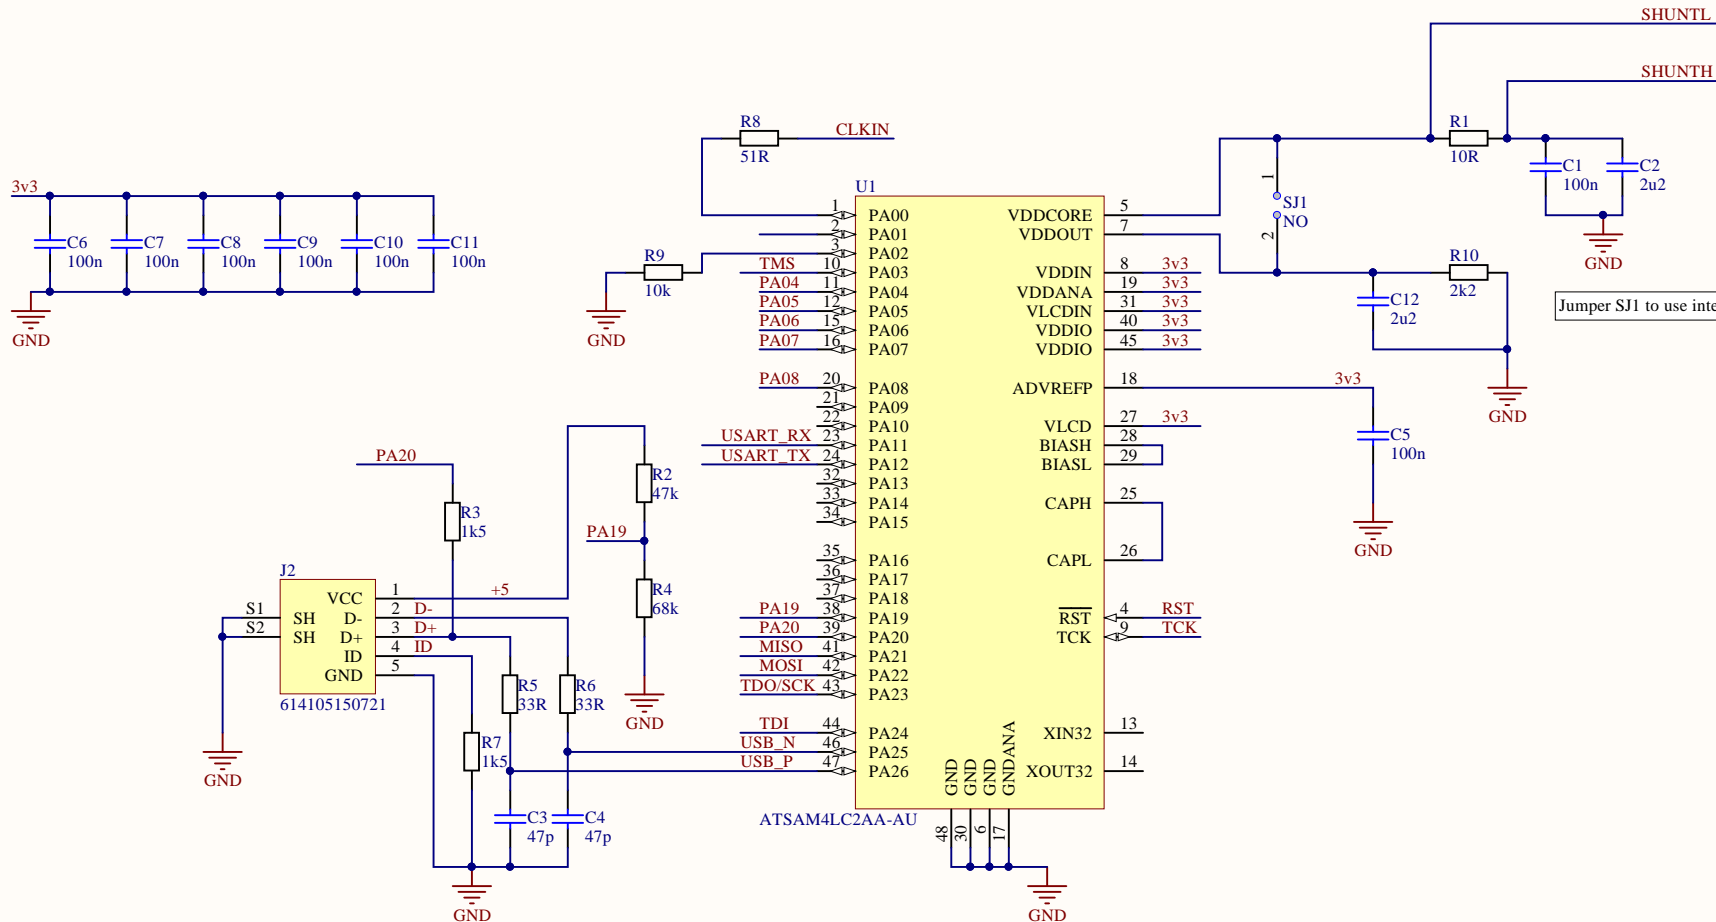 SHUNTL
SHUNTH
R8
CLKIN
51R
R1
10R
C1
100n
C2
2u2
GND
3v3
C6
100n
C7
100n
C8
100n
C9
100n
C10
100n
C11
100n
GND
R9
10k
GND
U1
1 PA00
2 PA01
3 PA02
TMS 10 PA03
PA04 11 PA04
PA05 12 PA05
PA06 15 PA06
PA07 16 PA07
PA08 20 PA08
21 PA09
22 PA10
USART_RX 23 PA11
USART_TX 24 PA12
32 PA13
33 PA14
34 PA15
35 PA16
36 PA17
37 PA18
PA19 38 PA19
PA20 39 PA20
MISO 41 PA21
MOSI 42 PA22
TDO/SCK 43 PA23
TDI 44 PA24
USB_N 46 PA25
USB_P 47 PA26
VDDCORE 5
VDDOUT 7
VDDIN 8 3v3
VDDANA 19 3v3
VLCDIN 31 3v3
VDDIO 40 3v3
VDDIO 45 3v3
ADVREFP 18 3v3
VLCD 27 3v3
BIASH 28
BIASL 29
CAPH 25
CAPL 26
RST 4 RST
TCK 9 TCK
XIN32 13
XOUT32 14
GND 48
GND 30
GND 6
GNDANA 17
ATSAM4LC2AA-AU
GND
1
SJ1
NO
2
R10
2k2
C12
2u2
GND
Jumper SJ1 to use inte
C5
100n
GND
PA20
R3
1k5
R2
47k
PA19
R4
68k
GND
J2
VCC 1 +5
S1 SH D- 2 D-
S2 SH D+ 3 D+
ID 4 ID
GND 5
614105150721
GND
R5
33R
R6
33R
R7
1k5
C3
47p
C4
47p
GND